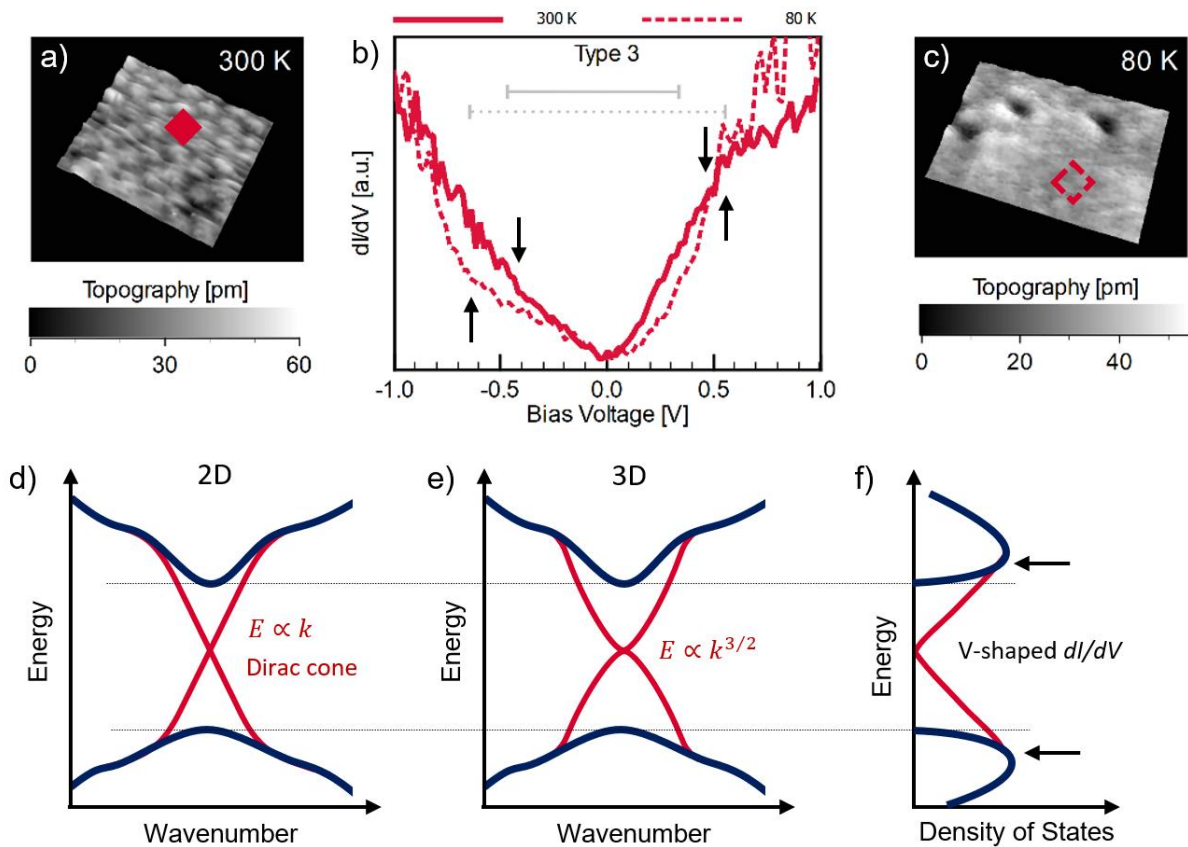 300 K 80 K
a) 300 K
b) Type 3
c) 80 K
dI/dV [a.u.]
-1.0 -0.5 0.0 0.5 1.0
Bias Voltage [V]
Topography [pm]
0 30 60
Topography [pm]
0 20 40
d) 2D
Energy
E ∝ k
Dirac cone
Wavenumber
e) 3D
Energy
E ∝ k^{3/2}
Wavenumber
f)
Energy
V-shaped dI/dV
Density of States